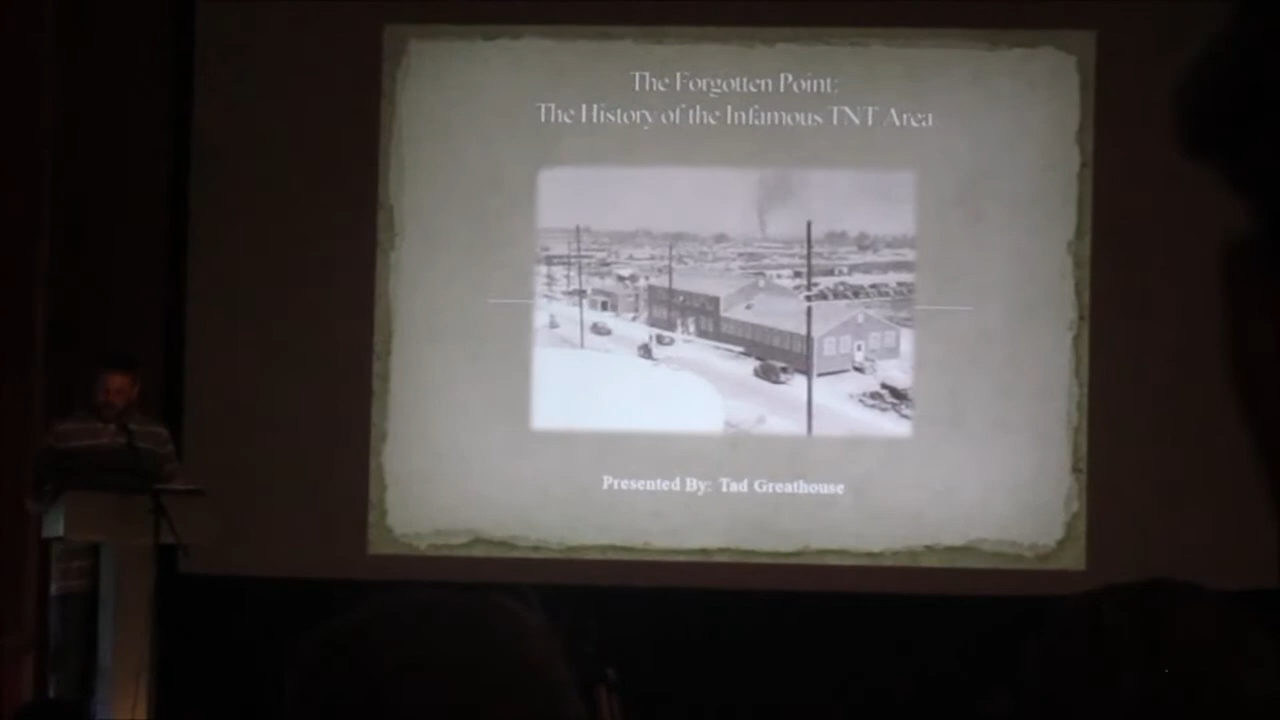 The Forgotten Point:
The History of the Infamous TNT Area
Presented By: Tad Greathouse